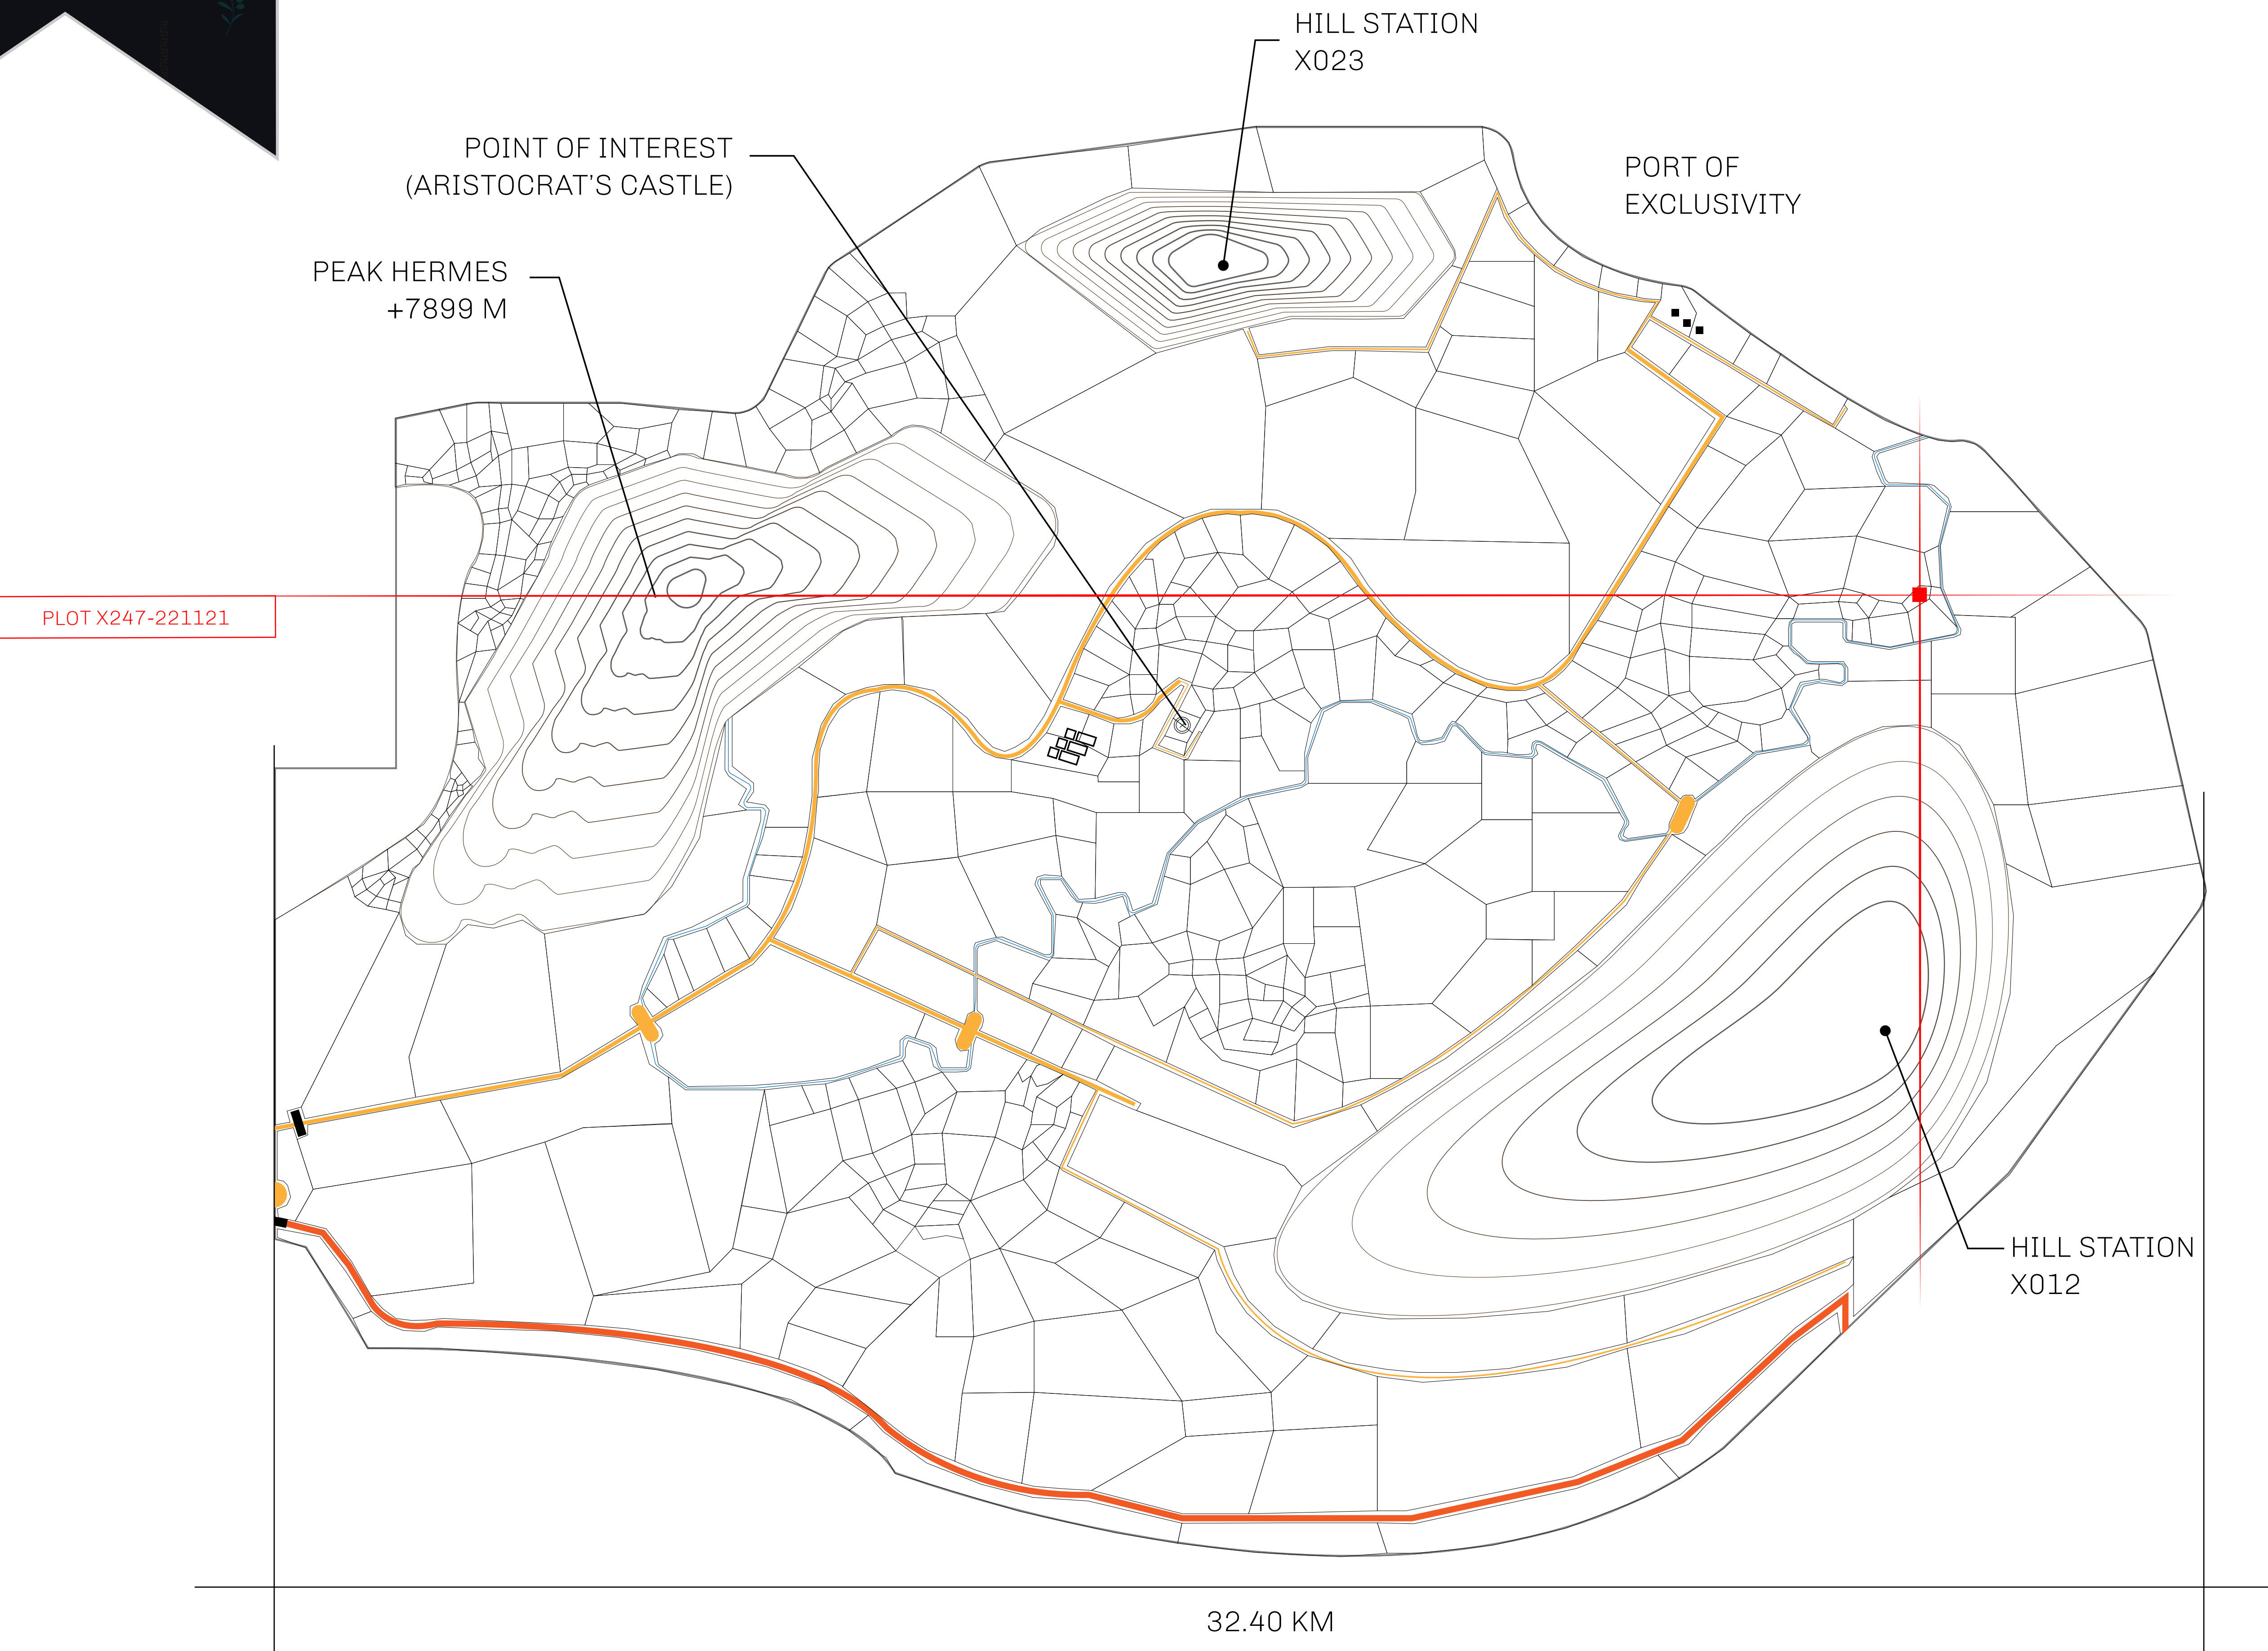 HILL STATION
X023
POINT OF INTEREST
(ARISTOCRAT'S CASTLE)
PORT OF
EXCLUSIVITY
PEAK HERMES
+7899 M
PLOT X247-221121
HILL STATION
X012
32.40 KM